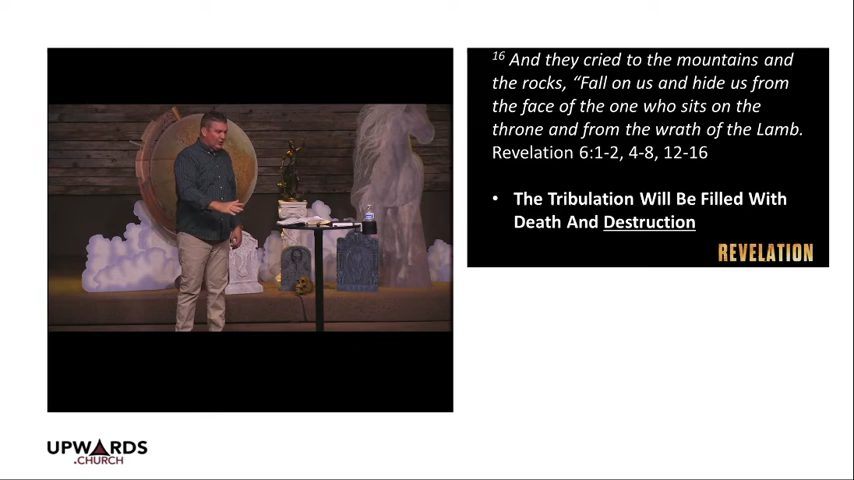 16 And they cried to the mountains and
the rocks, “Fall on us and hide us from
the face of the one who sits on the
throne and from the wrath of the Lamb.
Revelation 6:1-2, 4-8, 12-16
• The Tribulation Will Be Filled With
Death And Destruction
REVELATION
UPWARDS
.CHURCH